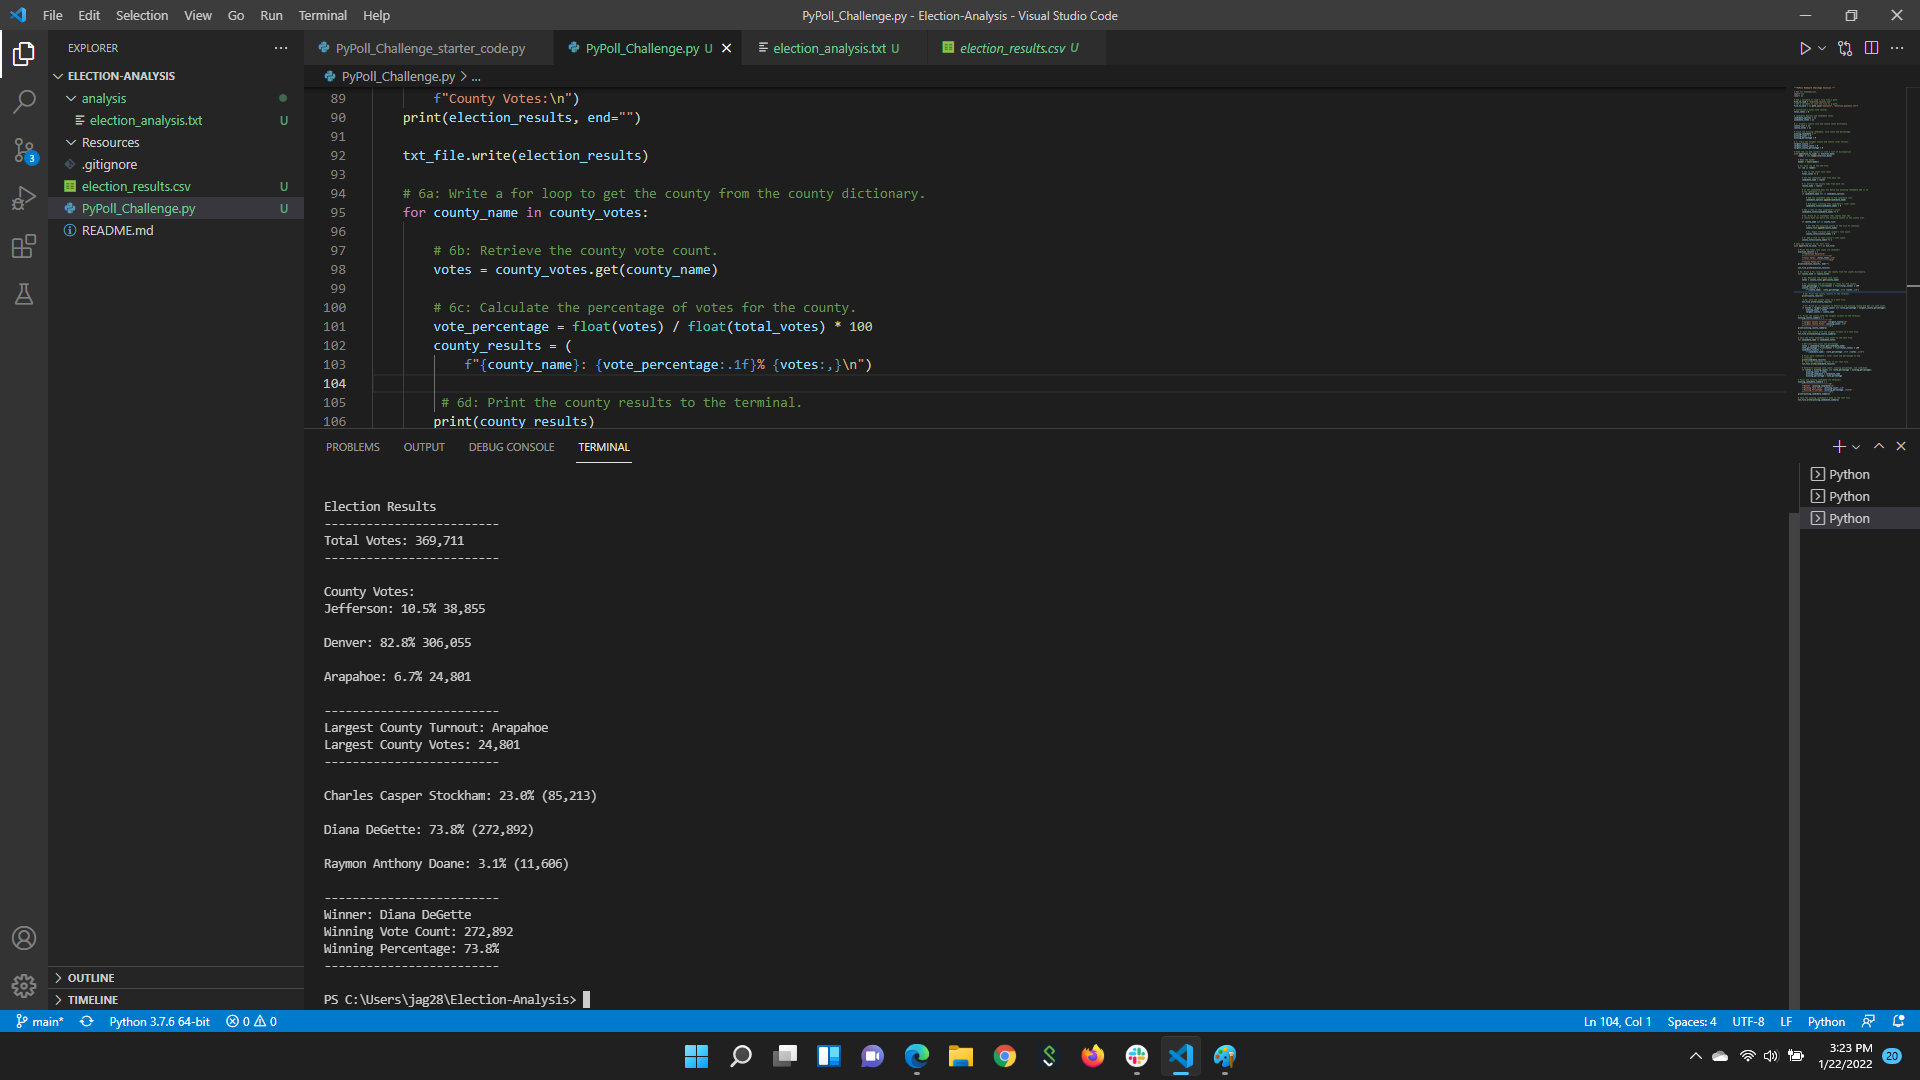 File Edit Selection View Go Run Terminal Help
PyPoll_Challenge.py - Election-Analysis - Visual Studio Code
EXPLORER
ELECTION-ANALYSIS
analysis
election_analysis.txt U
Resources
.gitignore
election_results.csv U
PyPoll_Challenge.py U
README.md
OUTLINE
TIMELINE
3
PyPoll_Challenge_starter_code.py
PyPoll_Challenge.py U
election_analysis.txt U
election_results.csv U
PyPoll_Challenge.py > ...
89 f"County Votes:\n")
90 print(election_results, end="")
91
92 txt_file.write(election_results)
93
94 # 6a: Write a for loop to get the county from the county dictionary.
95 for county_name in county_votes:
96
97 # 6b: Retrieve the county vote count.
98 votes = county_votes.get(county_name)
99
100 # 6c: Calculate the percentage of votes for the county.
101 vote_percentage = float(votes) / float(total_votes) * 100
102 county_results = (
103 f"{county_name}: {vote_percentage:.1f}% {votes:,}\n")
104
105 # 6d: Print the county results to the terminal.
106 print(county_results)
PROBLEMS OUTPUT DEBUG CONSOLE TERMINAL
Python
Python
Python
Election Results
-------------------------
Total Votes: 369,711
-------------------------
County Votes:
Jefferson: 10.5% 38,855
Denver: 82.8% 306,055
Arapahoe: 6.7% 24,801
-------------------------
Largest County Turnout: Arapahoe
Largest County Votes: 24,801
-------------------------
Charles Casper Stockham: 23.0% (85,213)
Diana DeGette: 73.8% (272,892)
Raymon Anthony Doane: 3.1% (11,606)
-------------------------
Winner: Diana DeGette
Winning Vote Count: 272,892
Winning Percentage: 73.8%
-------------------------
PS C:\Users\jag28\Election-Analysis>
main* Python 3.7.6 64-bit 0 0
Ln 104, Col 1 Spaces: 4 UTF-8 LF Python
3:23 PM
1/22/2022
20